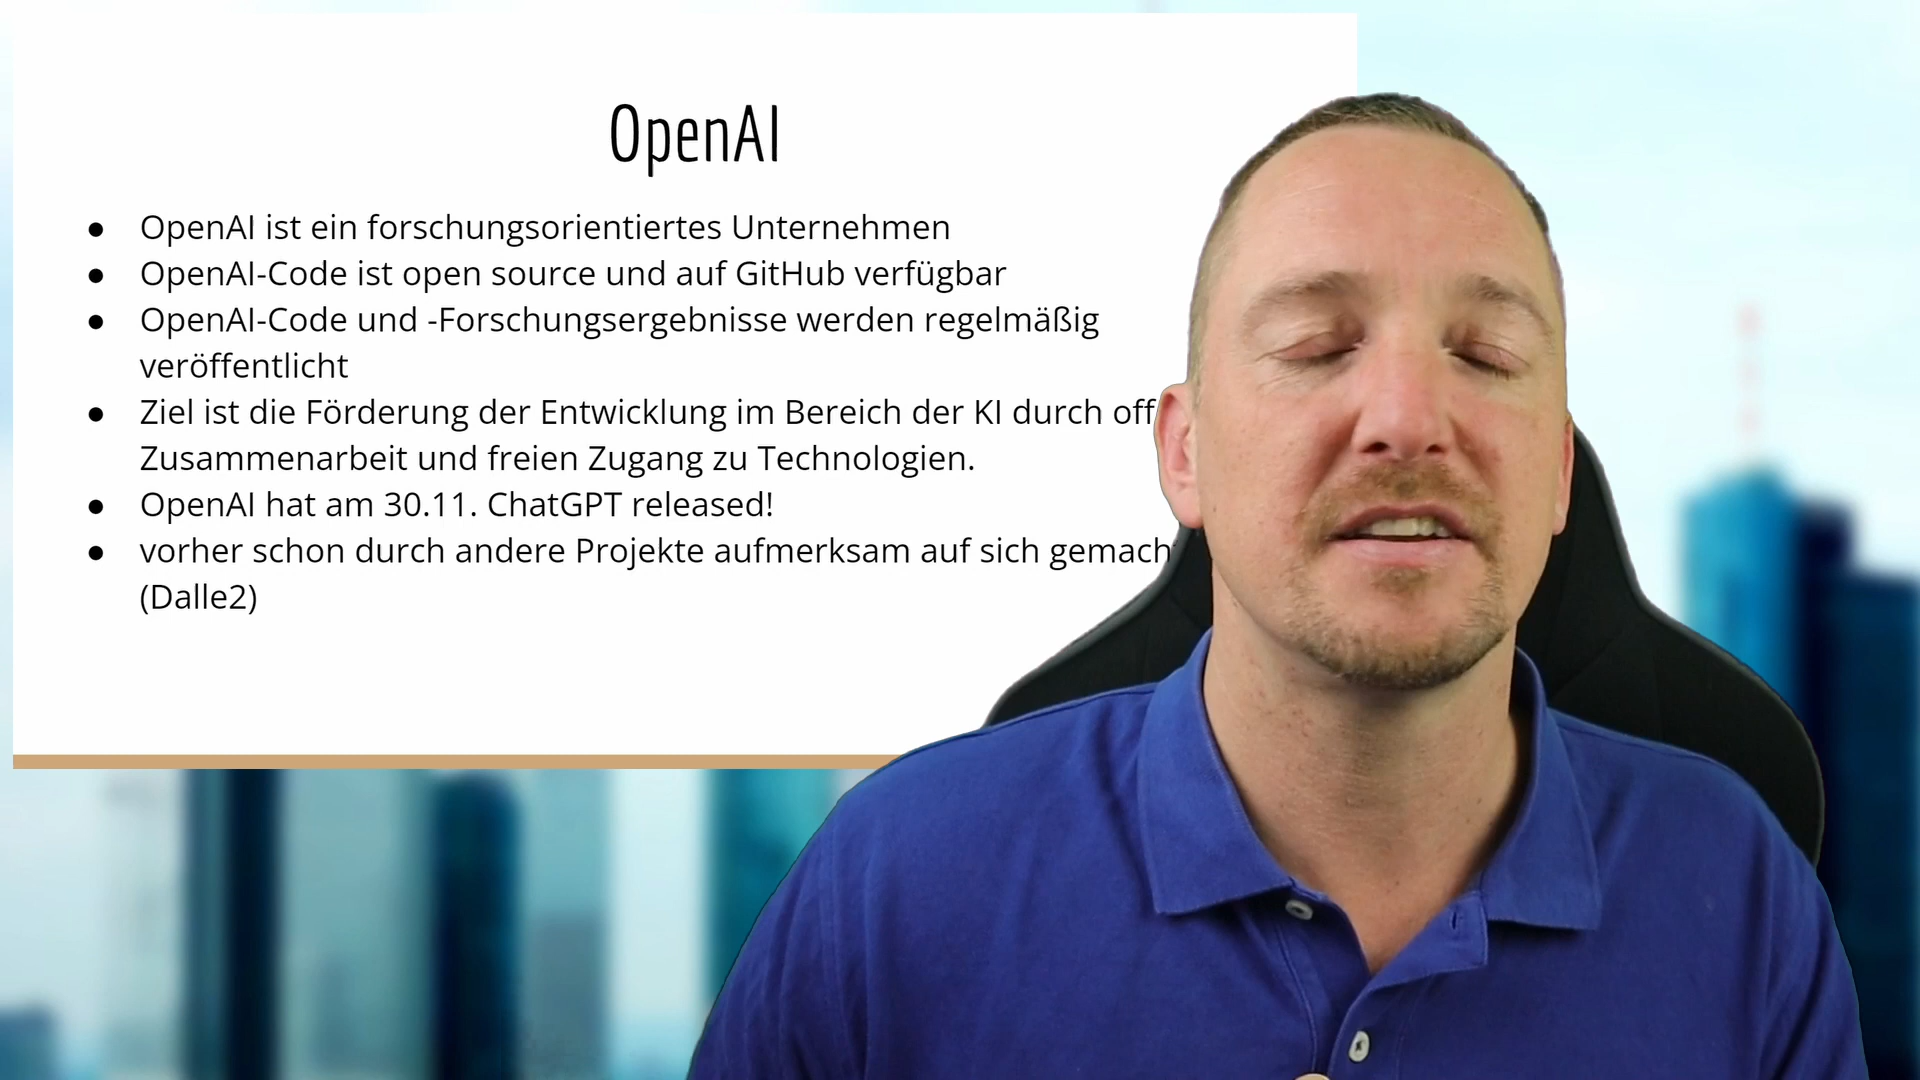 OpenAI
● OpenAI ist ein forschungsorientiertes Unternehmen
● OpenAI-Code ist open source und auf GitHub verfügbar
● OpenAI-Code und -Forschungsergebnisse werden regelmäßig
veröffentlicht
● Ziel ist die Förderung der Entwicklung im Bereich der KI durch
Zusammenarbeit und freien Zugang zu Technologien.
● OpenAI hat am 30.11. ChatGPT released!
● vorher schon durch andere Projekte aufmerksam auf sich
(Dalle2)